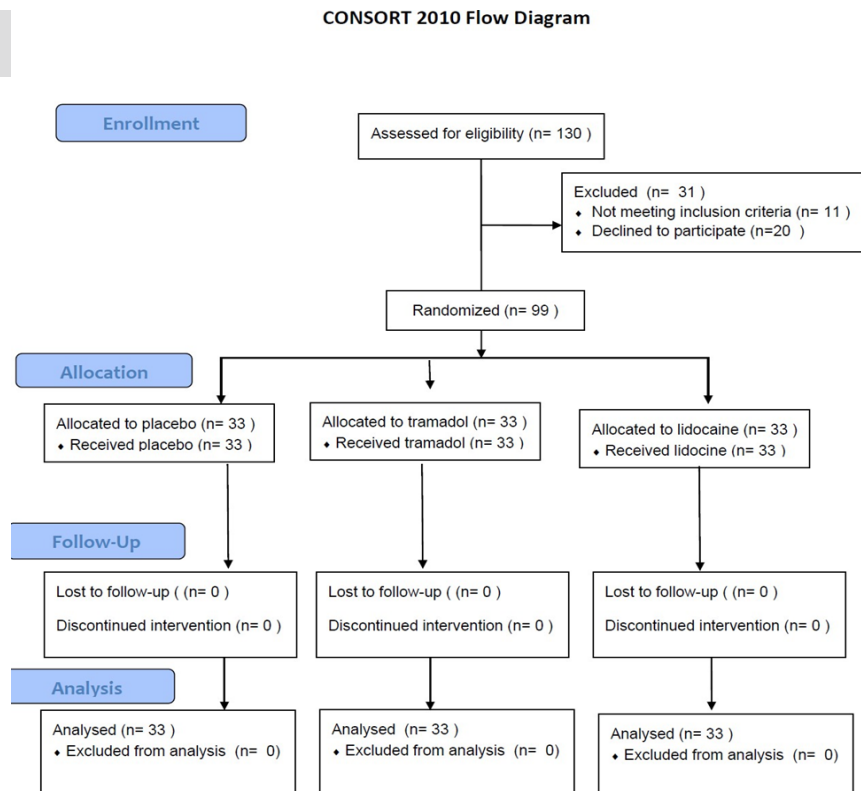 CONSORT 2010 Flow Diagram
Enrollment
Assessed for eligibility (n= 130 )
Excluded (n= 31 )
⬧ Not meeting inclusion criteria (n= 11 )
⬧ Declined to participate (n=20 )
Randomized (n= 99 )
Allocation
Allocated to placebo (n= 33 )
⬧ Received placebo (n= 33 )
Allocated to tramadol (n= 33 )
⬧ Received tramadol (n= 33 )
Allocated to lidocaine (n= 33 )
⬧ Received lidocine (n= 33 )
Follow-Up
Lost to follow-up ( (n= 0 )
Discontinued intervention (n= 0 )
Lost to follow-up ( (n= 0 )
Discontinued intervention (n= 0 )
Lost to follow-up ( (n= 0 )
Discontinued intervention (n= 0 )
Analysis
Analysed (n= 33 )
⬧ Excluded from analysis (n= 0)
Analysed (n= 33 )
⬧ Excluded from analysis (n= 0)
Analysed (n= 33 )
⬧ Excluded from analysis (n= 0)